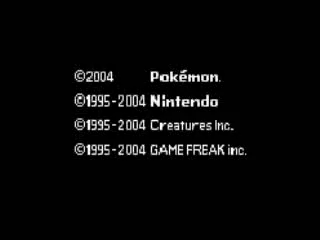 ©2004 Pokémon.
©1995-2004 Nintendo
©1995-2004 Creatures Inc.
©1995-2004 GAME FREAK inc.